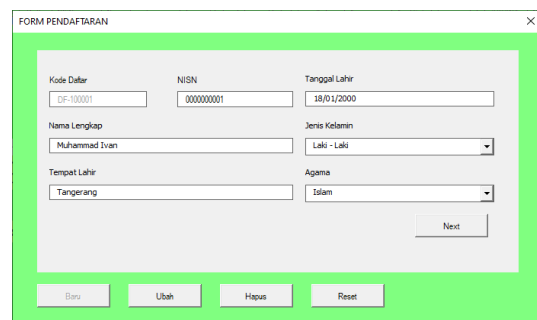 FORM PENDAFTARAN
Kode Daftar NISN Tanggal Lahir
DF-100001 0000000001 18/01/2000
Nama Lengkap Jenis Kelamin
Muhammad Ivan Laki - Laki
Tempat Lahir Agama
Tangerang Islam
Next
Baru Ubah Hapus Reset